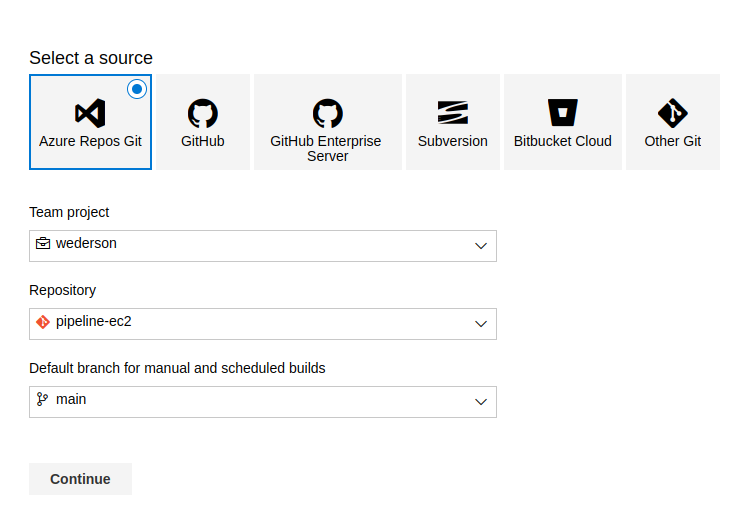 Select a source
Azure Repos Git
GitHub
GitHub Enterprise
Server
Subversion
Bitbucket Cloud
Other Git
Team project
wederson
Repository
pipeline-ec2
Default branch for manual and scheduled builds
main
Continue